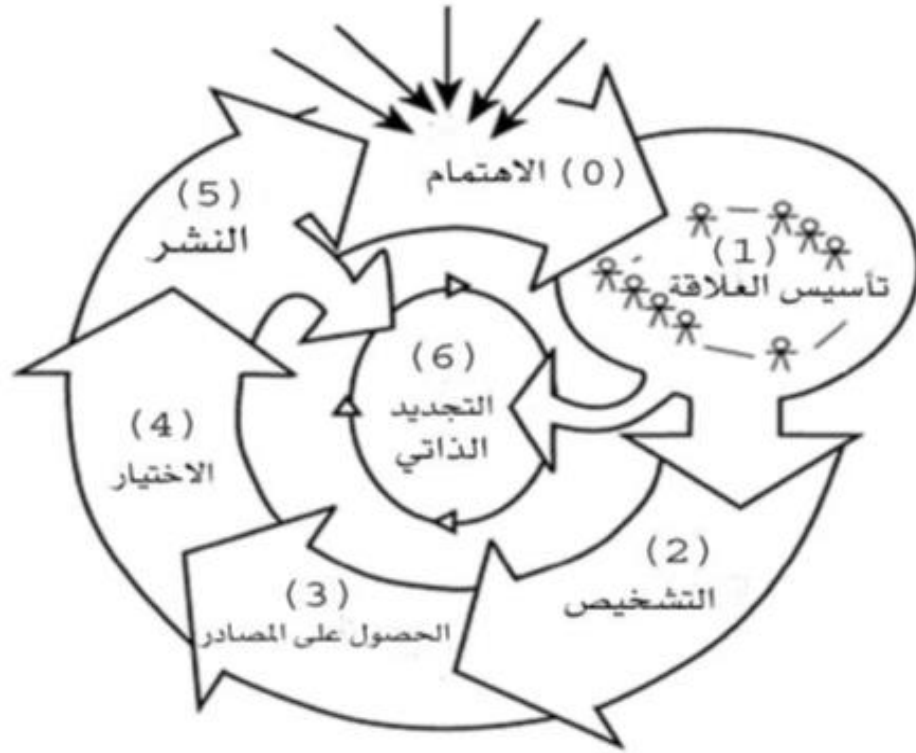 (0) الاهتمام
(1)
تأسيس العلاقة
(2)
التشخيص
(3)
الحصول على المصادر
(4)
الاختيار
(5)
النشر
(6)
التجديد
الذاتي